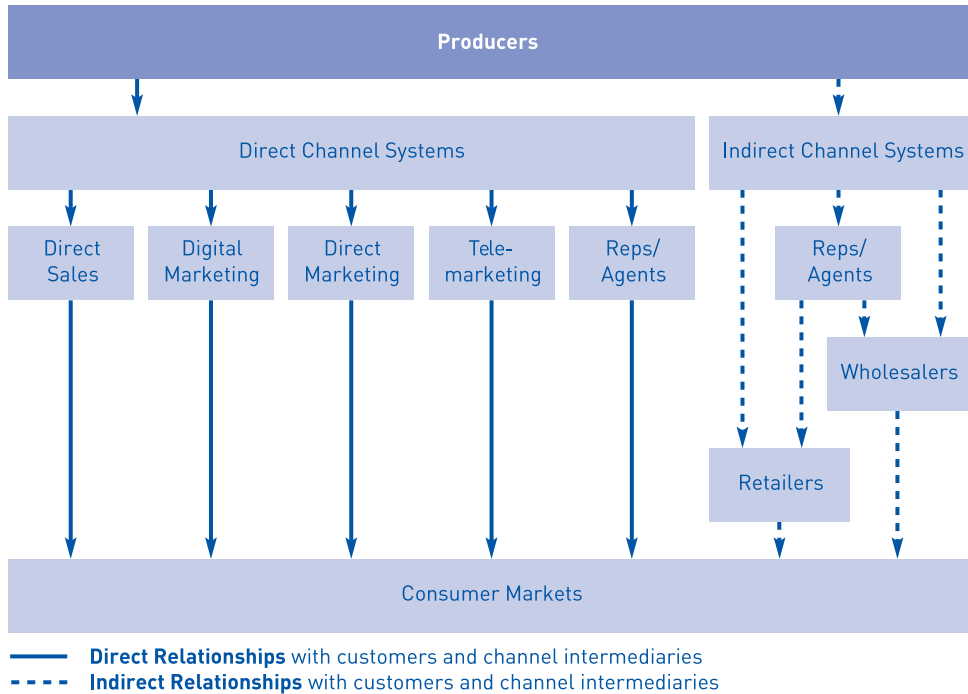 Producers
Direct Channel Systems
Indirect Channel Systems
Direct
Sales
Digital
Marketing
Direct
Marketing
Tele-
marketing
Reps/
Agents
Reps/
Agents
Wholesalers
Retailers
Consumer Markets
Direct Relationships with customers and channel intermediaries
Indirect Relationships with customers and channel intermediaries